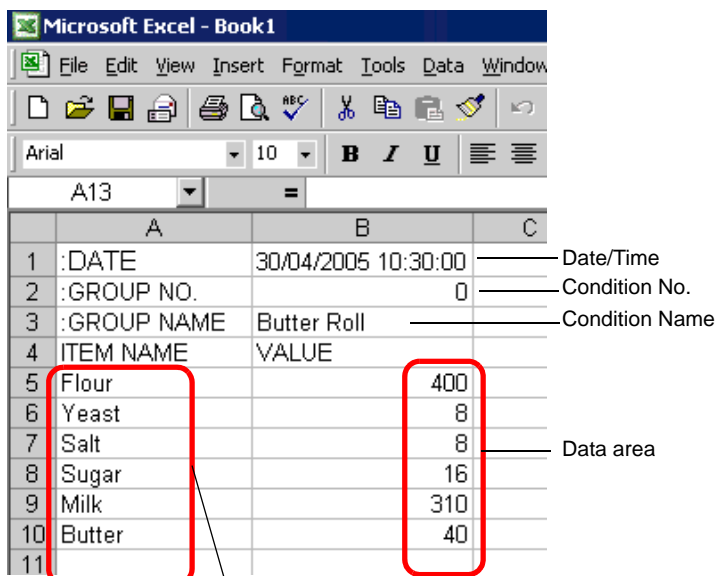 Microsoft Excel - Book1
File Edit View Insert Format Tools Data Window
ABC
Arial 10 B I U
A13 =
A B C
1 :DATE 30/04/2005 10:30:00 Date/Time
2 :GROUP NO. 0 Condition No.
3 :GROUP NAME Butter Roll Condition Name
4 ITEM NAME VALUE
5 Flour 400
6 Yeast 8
7 Salt 8 Data area
8 Sugar 16
9 Milk 310
10 Butter 40
11